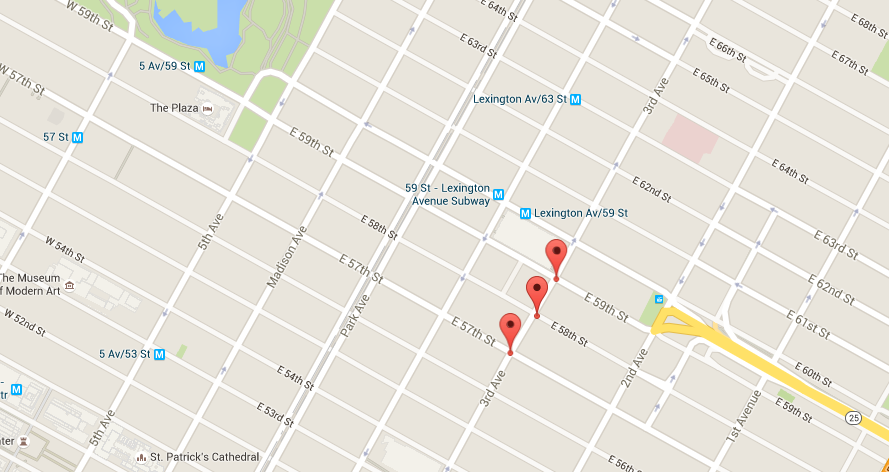 W 59th St
E 64th St
E 68th St
E 63rd St
E 66th St
E 67th St
5 Av/59 St M
W 57th St
E 65th St
The Plaza
Lexington Av/63 St M
3rd Ave
57 St M
E 59th St
E 64th St
E 62nd St
59 St - Lexington
Avenue Subway M
M Lexington Av/59 St
5th Ave
E 58th St
E 63rd St
W 54th St
Madison Ave
E 57th St
The Museum
of Modern Art
E 62nd St
E 59th St
Park Ave
W 52nd St
E 57th St
E 58th St
E 61st St
5 Av/53 St M
2nd Ave
E 60th St
E 54th St
3rd Ave
M
E 59th St
E 53rd St
1st Avenue
25
5th Ave
St. Patrick's Cathedral
E 56th St